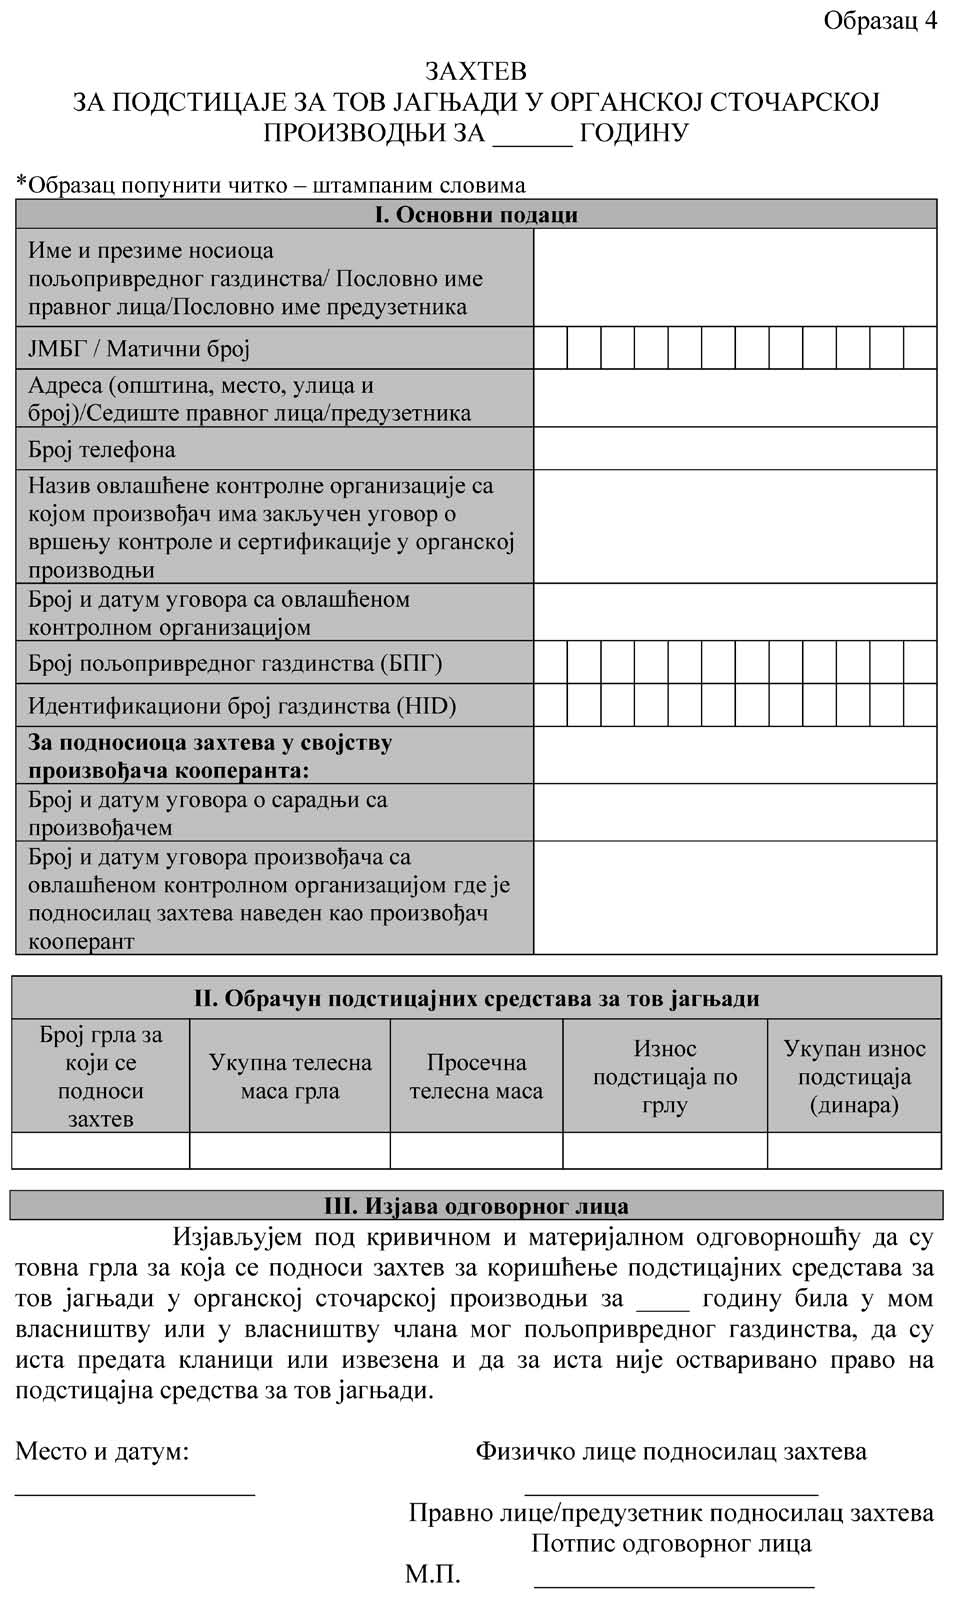 Образац 4
ЗАХТЕВ
ЗА ПОДСТИЦАЈЕ ЗА ТОВ ЈАГЊАДИ У ОРГАНСКОЈ СТОЧАРСКОЈ
ПРОИЗВОДЊИ ЗА ______ ГОДИНУ
*Образац попунити читко – штампаним словима
I. Основни подаци
Име и презиме носиоца
пољопривредног газдинства/ Пословно име
правног лица/Пословно име предузетника
ЈМБГ / Матични број
Адреса (општина, место, улица и
број)/Седиште правног лица/предузетника
Број телефона
Назив овлашћене контролне организације са
којом произвођач има закључен уговор о
вршењу контроле и сертификације у органској
производњи
Број и датум уговора са овлашћеном
контролном организацијом
Број пољопривредног газдинства (БПГ)
Идентификациони број газдинства (HID)
За подносиоца захтева у својству
произвођача кооперанта:
Број и датум уговора о сарадњи са
произвођачем
Број и датум уговора произвођача са
овлашћеном контролном организацијом где је
подносилац захтева наведен као произвођач
кооперант
II. Обрачун подстицајних средстава за тов јагњади
Број грла за
који се
подноси
захтев
Укупна телесна
маса грла
Просечна
телесна маса
Износ
подстицаја по
грлу
Укупан износ
подстицаја
(динара)
III. Изјава одговорног лица
Изјављујем под кривичном и материјалном одговорношћу да су
товна грла за која се подноси захтев за коришћење подстицајних средстава за
тов јагњади у органској сточарској производњи за ____ годину била у мом
власништву или у власништву члана мог пољопривредног газдинства, да су
иста предата кланици или извезена и да за иста није остваривано право на
подстицајна средства за тов јагњади.
Место и датум: Физичко лице подносилац захтева
__________________ ______________________
Правно лице/предузетник подносилац захтева
Потпис одговорног лица
М.П. _____________________